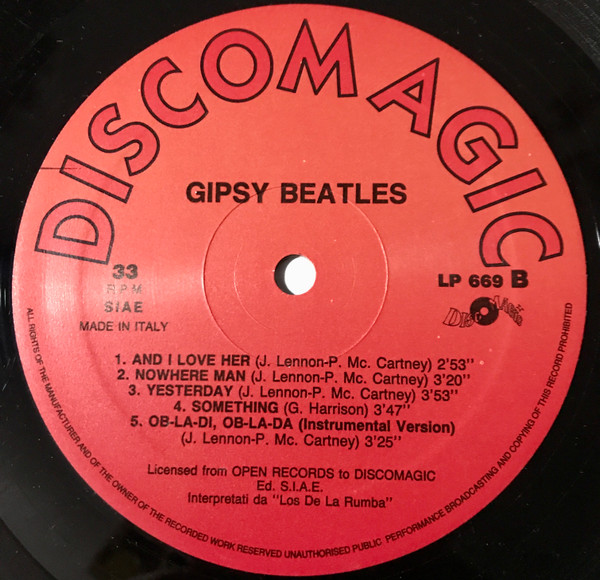 DISCOMAGIC
GIPSY BEATLES
33
R.P.M
SIAE
MADE IN ITALY
LP 669 B
Disco Magic
1. AND I LOVE HER (J. Lennon-P. Mc. Cartney) 2'53"
2. NOWHERE MAN (J. Lennon-P. Mc. Cartney) 3'20"
3. YESTERDAY (J. Lennon-P. Mc. Cartney) 3'53"
4. SOMETHING (G. Harrison) 3'47"
5. OB-LA-DI, OB-LA-DA (Instrumental Version)
(J. Lennon-P. Mc. Cartney) 3'25"
Licensed from OPEN RECORDS to DISCOMAGIC
Ed. S.I.A.E.
Interpretati da "Los De La Rumba"
ALL RIGHTS OF THE MANUFACTURER AND OF THE OWNER OF THE RECORDED WORK RESERVED UNAUTHORISED PUBLIC PERFORMANCE BROADCASTING AND COPYING OF THIS RECORD PROHIBITED